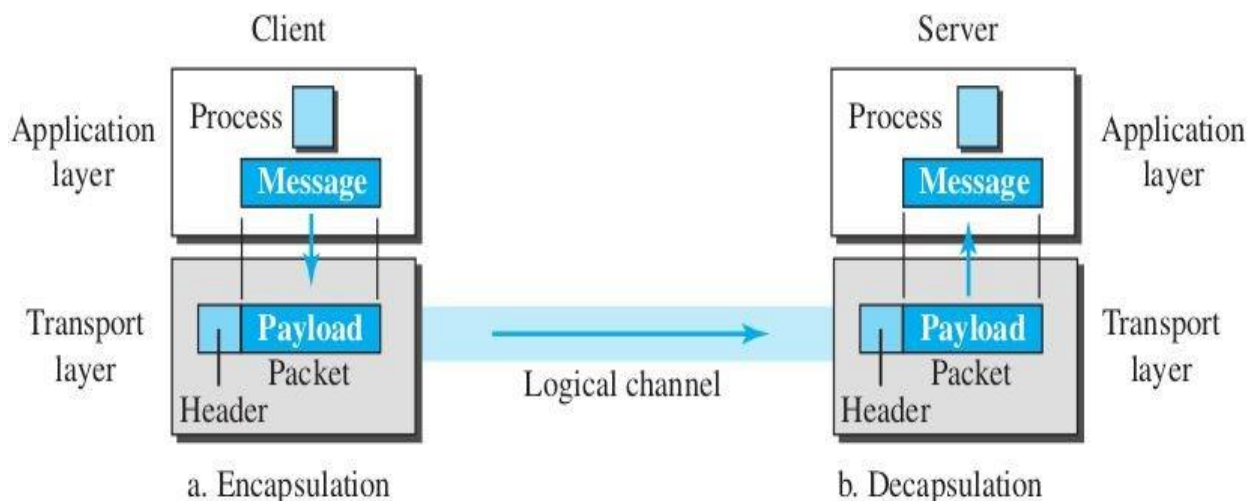 Client
Server
Application
layer
Process
Message
Process
Message
Application
layer
Transport
layer
Payload
Packet
Header
Logical channel
Payload
Packet
Header
Transport
layer
a. Encapsulation
b. Decapsulation